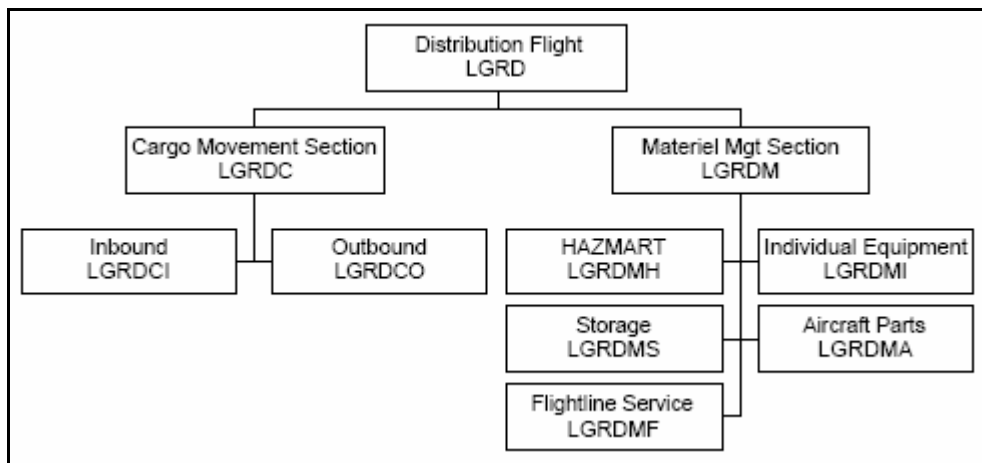 Distribution Flight
LGRD
Cargo Movement Section
LGRDC
Materiel Mgt Section
LGRDM
Inbound
LGRDCI
Outbound
LGRDCO
HAZMART
LGRDMH
Individual Equipment
LGRDMI
Storage
LGRDMS
Aircraft Parts
LGRDMA
Flightline Service
LGRDMF